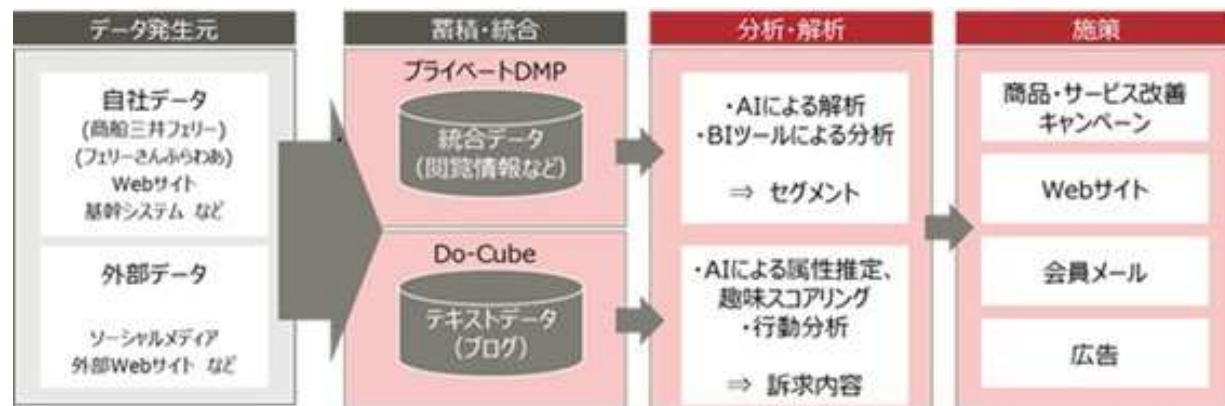 データ発生元
自社データ
(商船三井フェリー)
(フェリーさんふらわあ)
Webサイト
基幹システム など
外部データ
ソーシャルメディア
外部Webサイト など
蓄積・統合
プライベートDMP
統合データ
(閲覧情報など)
Do-Cube
テキストデータ
(ブログ)
分析・解析
・AIによる解析
・BIツールによる分析
⇒ セグメント
・AIによる属性推定、
趣味スコアリング
・行動分析
⇒ 訴求内容
施策
商品・サービス改善
キャンペーン
Webサイト
会員メール
広告